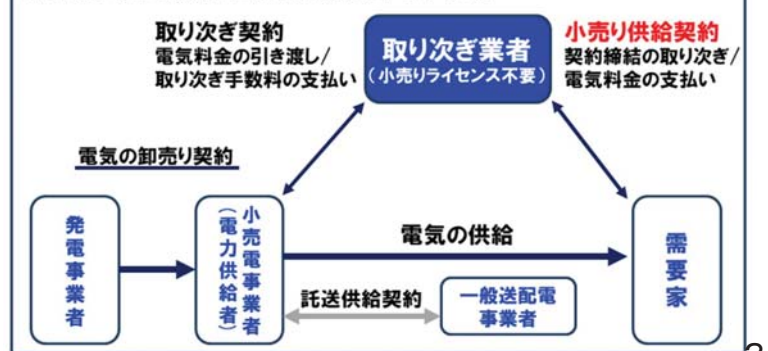 取り次ぎ契約
電気料金の引き渡し/
取り次ぎ手数料の支払い
取り次ぎ業者
(小売りライセンス不要)
小売り供給契約
契約締結の取り次ぎ/
電気料金の支払い
電気の卸売り契約
発電事業者
小売電事業者
(電力供給者)
電気の供給
託送供給契約
一般送配電
事業者
需要家